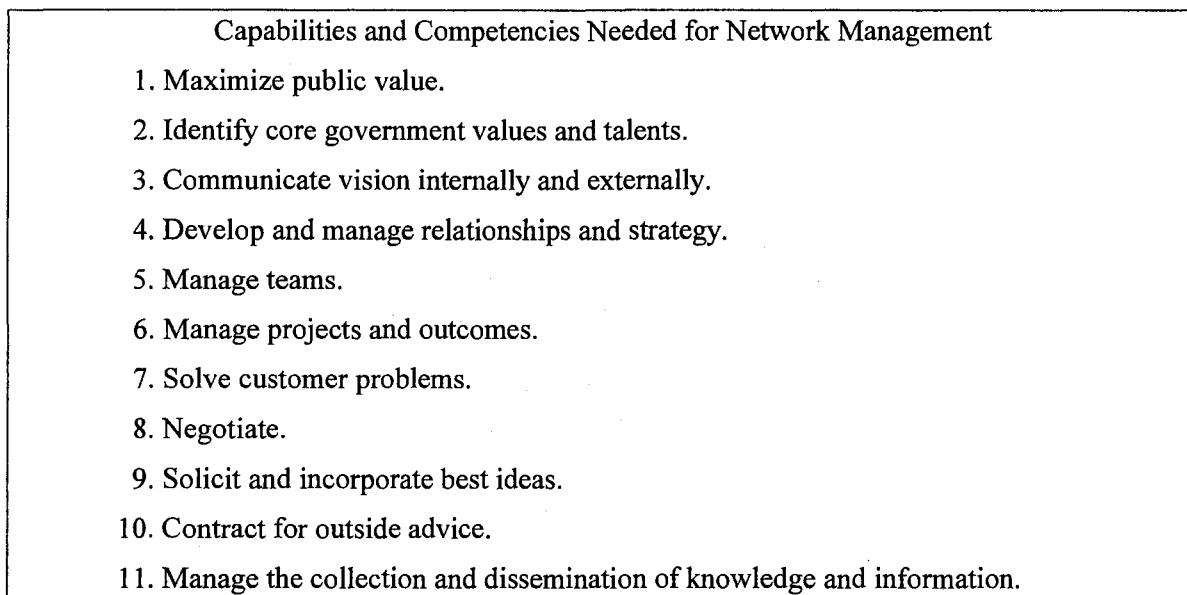 Capabilities and Competencies Needed for Network Management
1. Maximize public value.
2. Identify core government values and talents.
3. Communicate vision internally and externally.
4. Develop and manage relationships and strategy.
5. Manage teams.
6. Manage projects and outcomes.
7. Solve customer problems.
8. Negotiate.
9. Solicit and incorporate best ideas.
10. Contract for outside advice.
11. Manage the collection and dissemination of knowledge and information.